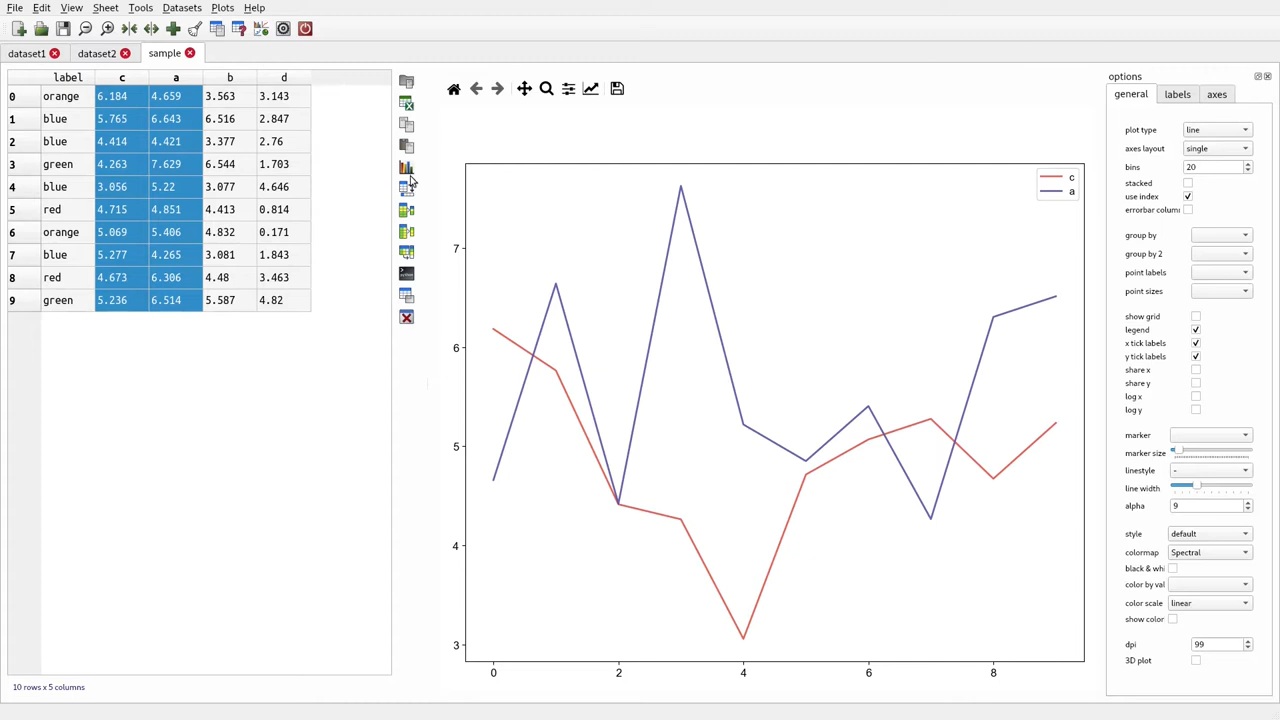 File Edit View Sheet Tools Datasets Plots Help
dataset1 dataset2 sample
label c a b d
0 orange 6.184 4.659 3.563 3.143
1 blue 5.765 6.643 6.516 2.847
2 blue 4.414 4.421 3.377 2.76
3 green 4.263 7.629 6.544 1.703
4 blue 3.056 5.22 3.077 4.646
5 red 4.715 4.851 4.413 0.814
6 orange 5.069 5.406 4.832 0.171
7 blue 5.277 4.265 3.081 1.843
8 red 4.673 6.306 4.48 3.463
9 green 5.236 6.514 5.587 4.82
10 rows x 5 columns
c
a
7
6
5
4
3
0 2 4 6 8
options
general labels axes
plot type line
axes layout single
bins 20
stacked
use index
errorbar colum
group by
group by 2
point labels
point sizes
show grid
legend
x tick labels
y tick labels
share x
share y
log x
log y
marker
marker size
linestyle -
line width
alpha 9
style default
colormap Spectral
black & whi
color by val
color scale linear
show color
dpi 99
3D plot